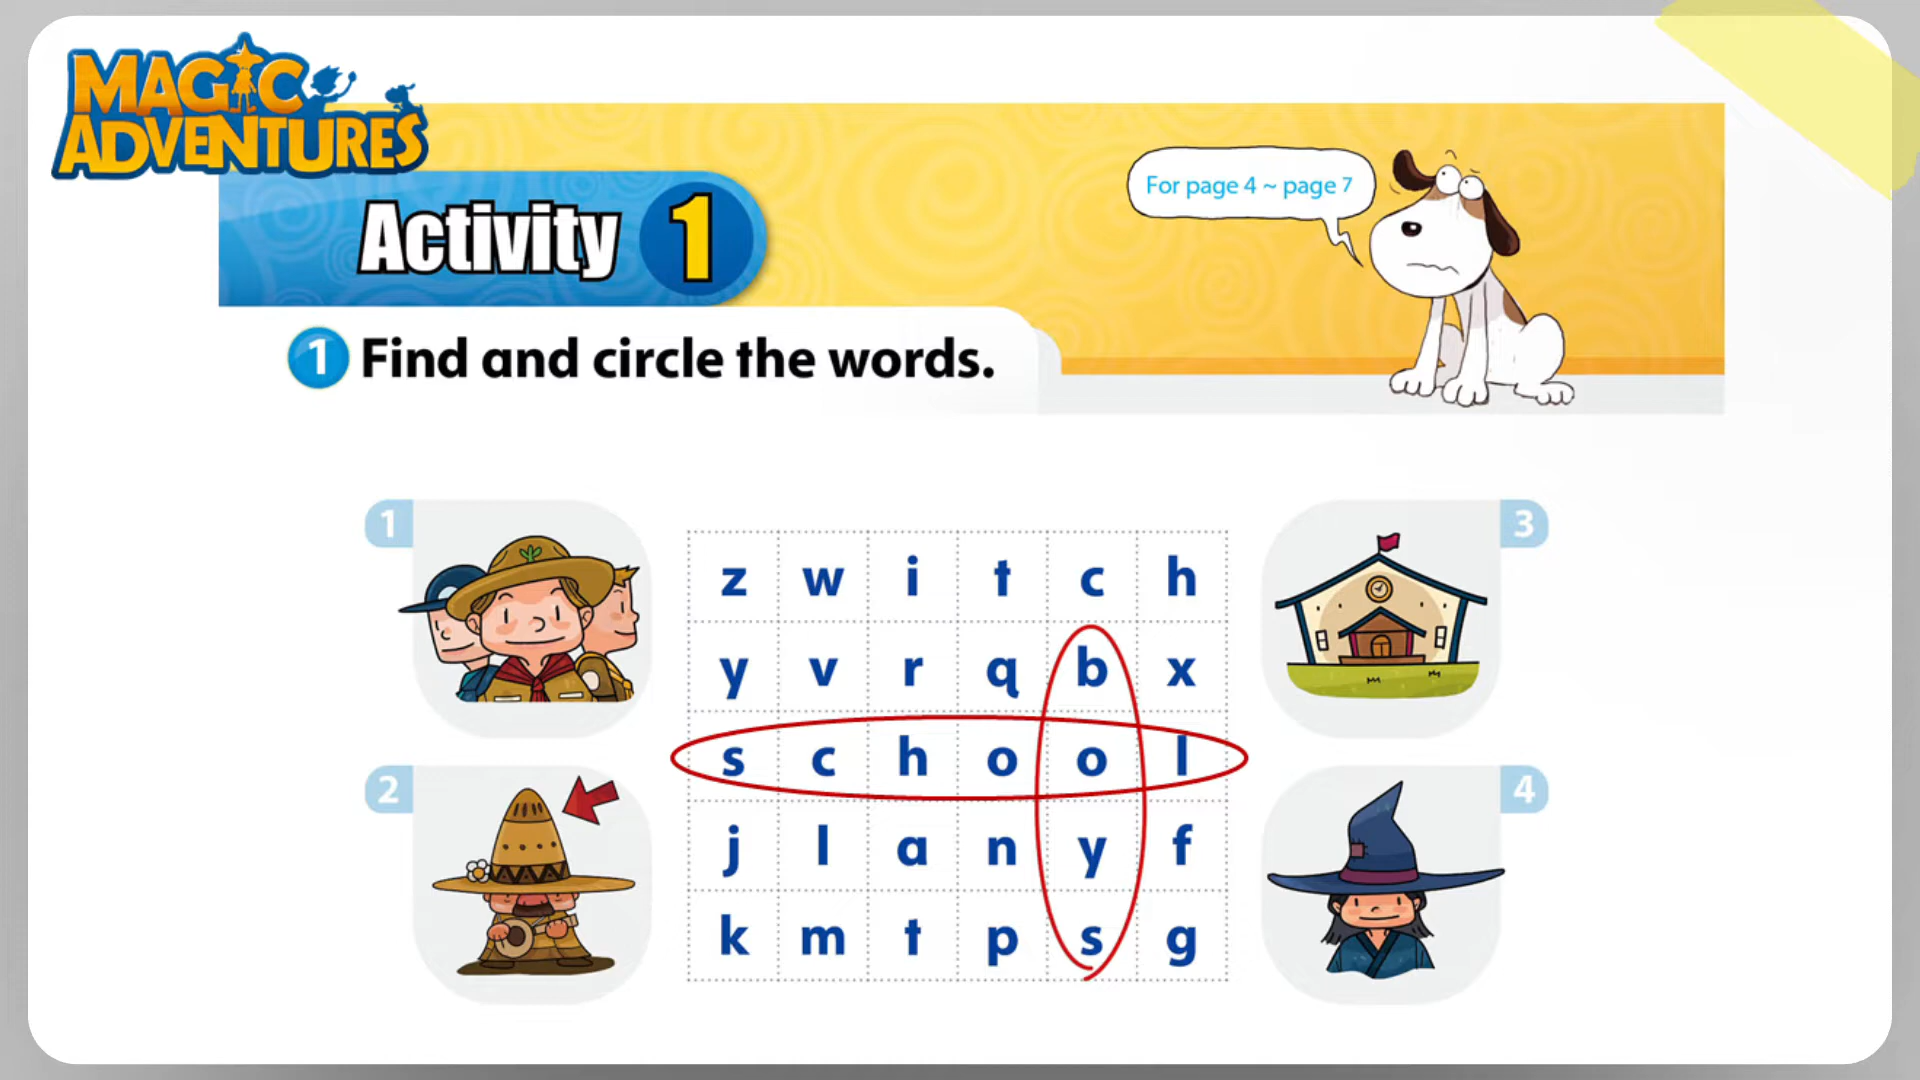 MAGIC
ADVENTURES
Activity 1
For page 4 ~ page 7
1 Find and circle the words.
1
3
z w i t c h
y v r q b x
s c h o o l
2
4
j l a n y f
k m t p s g